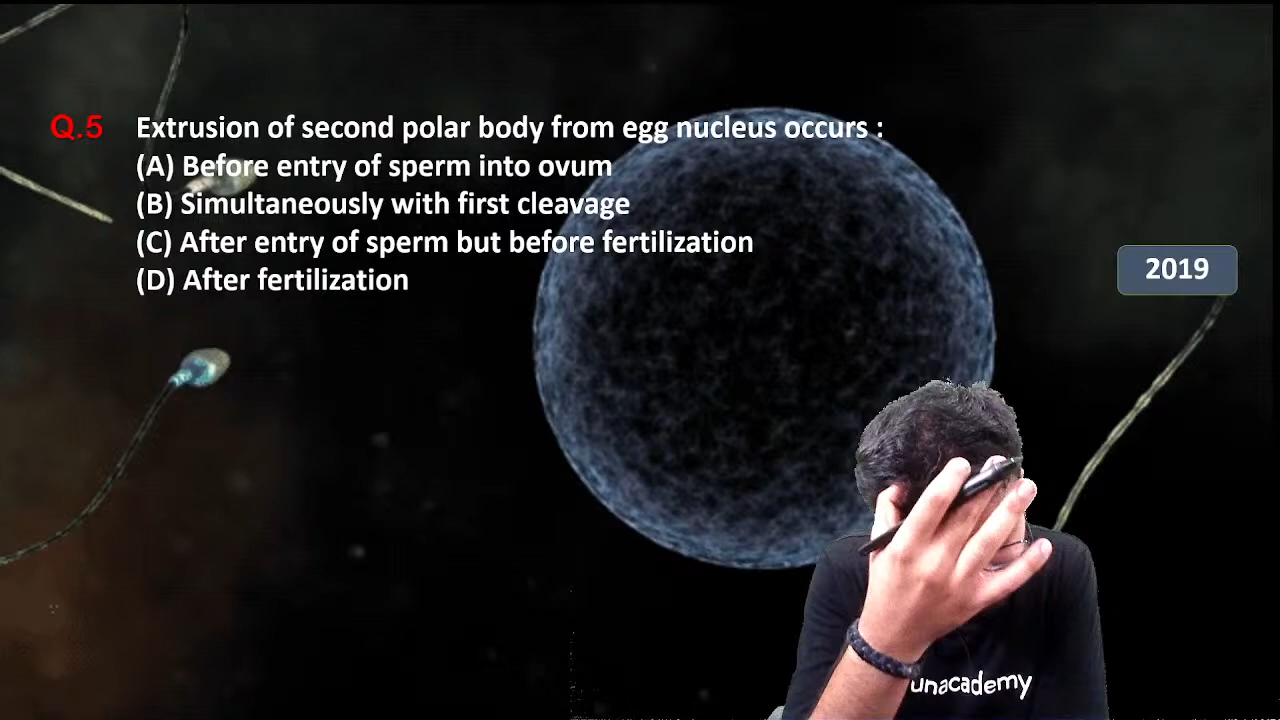 Q.5 Extrusion of second polar body from egg nucleus occurs :
(A) Before entry of sperm into ovum
(B) Simultaneously with first cleavage
(C) After entry of sperm but before fertilization
(D) After fertilization
2019
unacademy